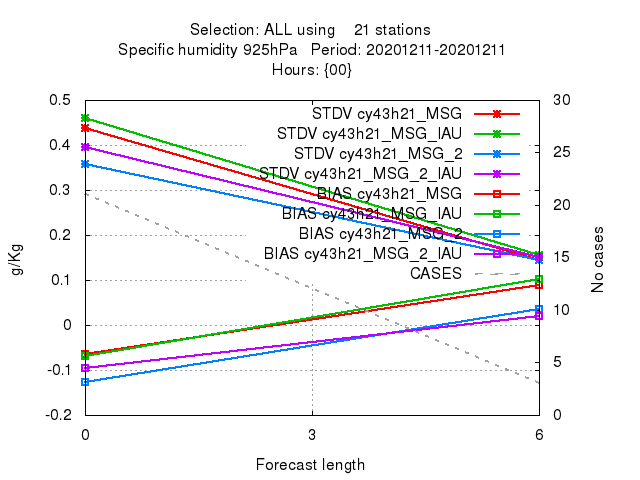 Selection: ALL using    21 stations
Specific humidity 925hPa   Period: 20201211-20201211
Hours: {00}
STDV cy43h21_MSG
STDV cy43h21_MSG_IAU
STDV cy43h21_MSG_2
STDV cy43h21_MSG_2_IAU
BIAS cy43h21_MSG
BIAS cy43h21_MSG_IAU
BIAS cy43h21_MSG_2
BIAS cy43h21_MSG_2_IAU
CASES
g/Kg
0.5
0.4
0.3
0.2
0.1
0
-0.1
-0.2
30
25
20
15
10
5
0
No cases
0 3 6
Forecast length